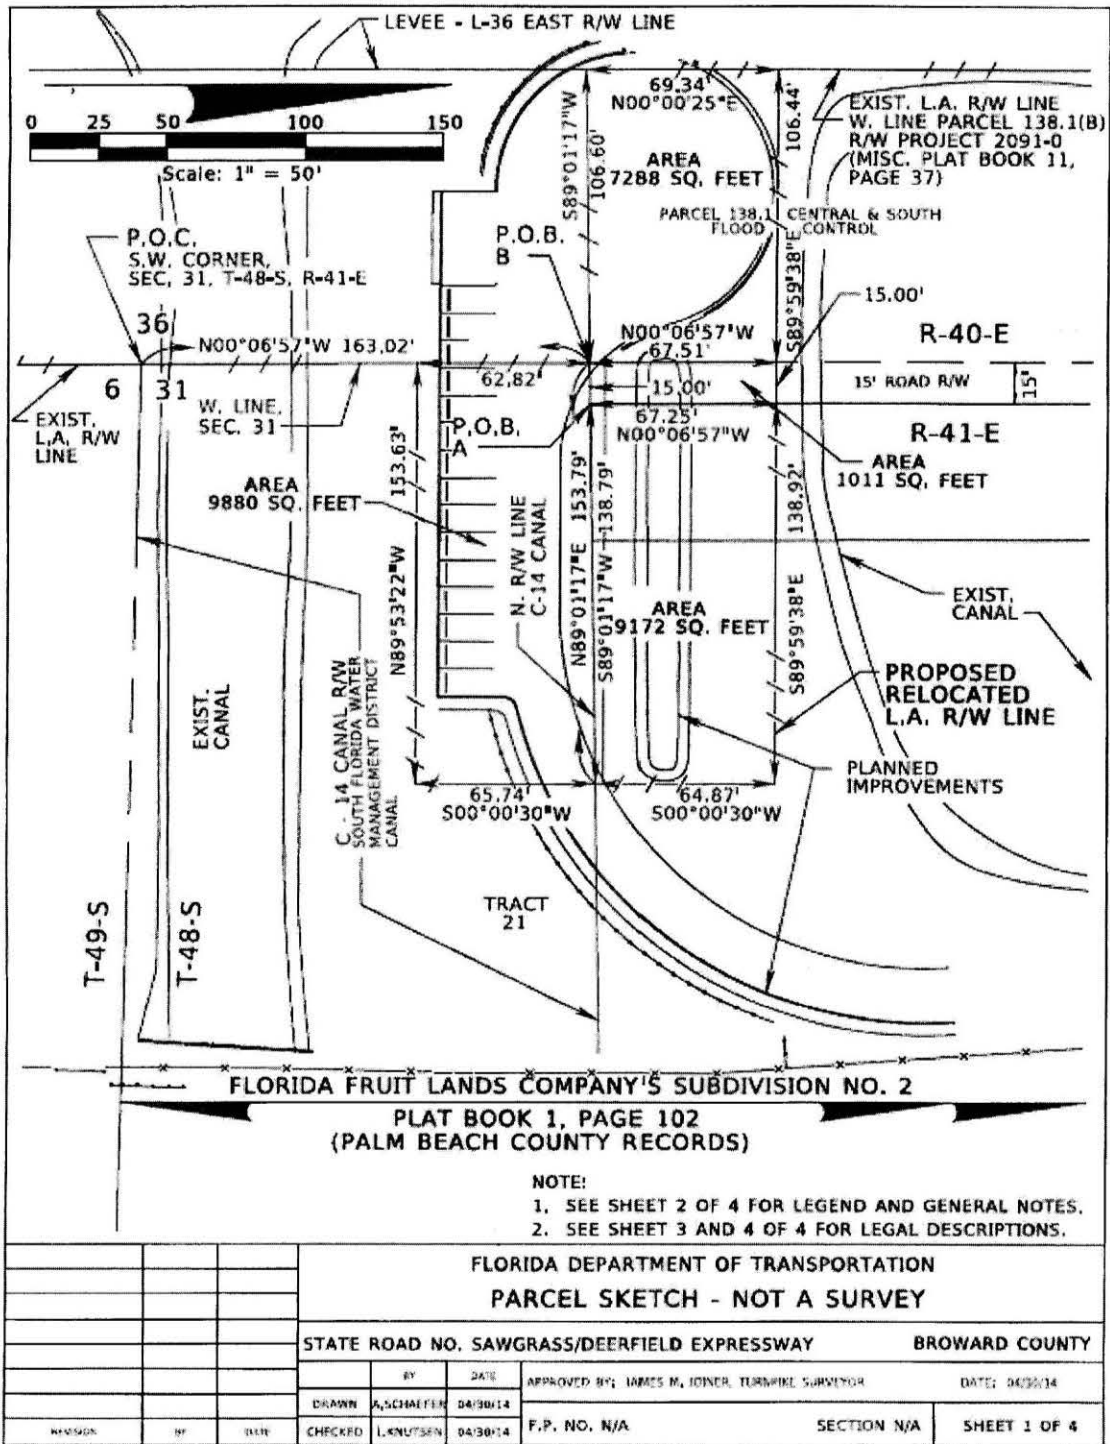 LEVEE - L-36 EAST R/W LINE
0 25 50 100 150
Scale: 1" = 50'
69.34'
N00°00'25"E
S89°01'17"W
106.60'
106.44'
EXIST. L.A. R/W LINE
W. LINE PARCEL 138.1(B)
R/W PROJECT 2091-0
(MISC. PLAT BOOK 11,
PAGE 37)
AREA
7288 SQ. FEET
PARCEL 138.1 CENTRAL & SOUTH
FLOOD CONTROL
P.O.C.
S.W. CORNER,
SEC, 31, T-48-S, R-41-E
P.O.B.
B
S89°59'38"E
15.00'
36
N00°06'57"W 163.02'
N00°06'57"W
67.51'
R-40-E
6 31
62.82'
15.00'
15' ROAD R/W
15'
EXIST.
L.A. R/W
LINE
W. LINE,
SEC. 31
P.O.B.
A
67.25'
N00°06'57"W
R-41-E
AREA
1011 SQ. FEET
AREA
9880 SQ. FEET
153.63'
N89°53'22"W
N. R/W LINE
C-14 CANAL
N89°01'17"E 153.79'
S89°01'17"W 138.79'
138.92'
S89°59'38"E
AREA
9172 SQ. FEET
EXIST.
CANAL
PROPOSED
RELOCATED
L.A. R/W LINE
EXIST.
CANAL
C - 14 CANAL R/W
SOUTH FLORIDA WATER
MANAGEMENT DISTRICT
CANAL
PLANNED
IMPROVEMENTS
65.74'
S00°00'30"W
64.87'
S00°00'30"W
TRACT
21
T-49-S
T-48-S
FLORIDA FRUIT LANDS COMPANY'S SUBDIVISION NO. 2
PLAT BOOK 1, PAGE 102
(PALM BEACH COUNTY RECORDS)
NOTE:
1. SEE SHEET 2 OF 4 FOR LEGEND AND GENERAL NOTES.
2. SEE SHEET 3 AND 4 OF 4 FOR LEGAL DESCRIPTIONS.
FLORIDA DEPARTMENT OF TRANSPORTATION
PARCEL SKETCH - NOT A SURVEY
STATE ROAD NO. SAWGRASS/DEERFIELD EXPRESSWAY BROWARD COUNTY
BY DATE
APPROVED BY: JAMES M. JOINER, TURNPIKE SURVEYOR DATE: 04/30/14
DRAWN A.SCHAEFER 04/30/14
REVISION BY DATE
CHECKED L.KNUTSEN 04/30/14
F.P. NO. N/A SECTION N/A SHEET 1 OF 4